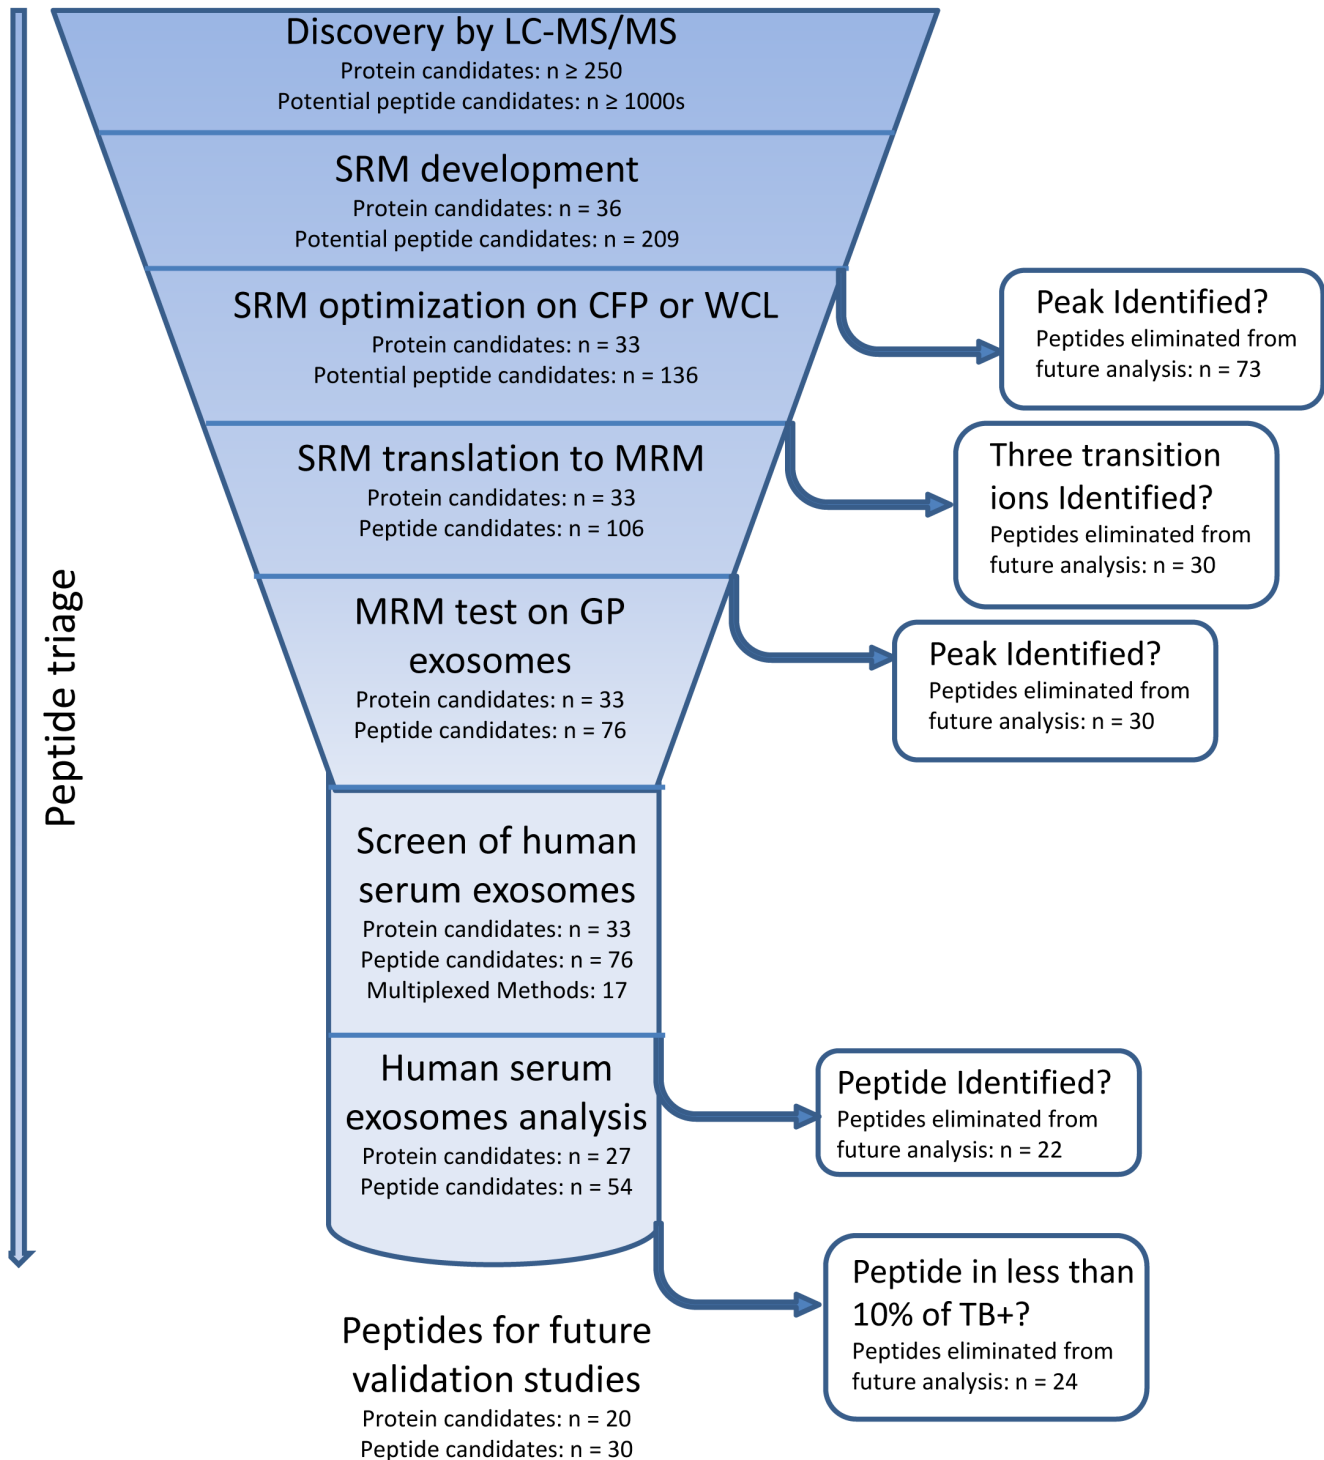 Discovery by LC-MS/MS
Protein candidates: n ≥ 250
Potential peptide candidates: n ≥ 1000s
SRM development
Protein candidates: n = 36
Potential peptide candidates: n = 209
SRM optimization on CFP or WCL
Protein candidates: n = 33
Potential peptide candidates: n = 136
Peak Identified?
Peptides eliminated from
future analysis: n = 73
SRM translation to MRM
Protein candidates: n = 33
Peptide candidates: n = 106
Three transition
ions Identified?
Peptides eliminated from
future analysis: n = 30
MRM test on GP
exosomes
Protein candidates: n = 33
Peptide candidates: n = 76
Peak Identified?
Peptides eliminated from
future analysis: n = 30
Peptide triage
Screen of human
serum exosomes
Protein candidates: n = 33
Peptide candidates: n = 76
Multiplexed Methods: 17
Human serum
exosomes analysis
Protein candidates: n = 27
Peptide candidates: n = 54
Peptide Identified?
Peptides eliminated from
future analysis: n = 22
Peptide in less than
10% of TB+?
Peptides eliminated from
future analysis: n = 24
Peptides for future
validation studies
Protein candidates: n = 20
Peptide candidates: n = 30